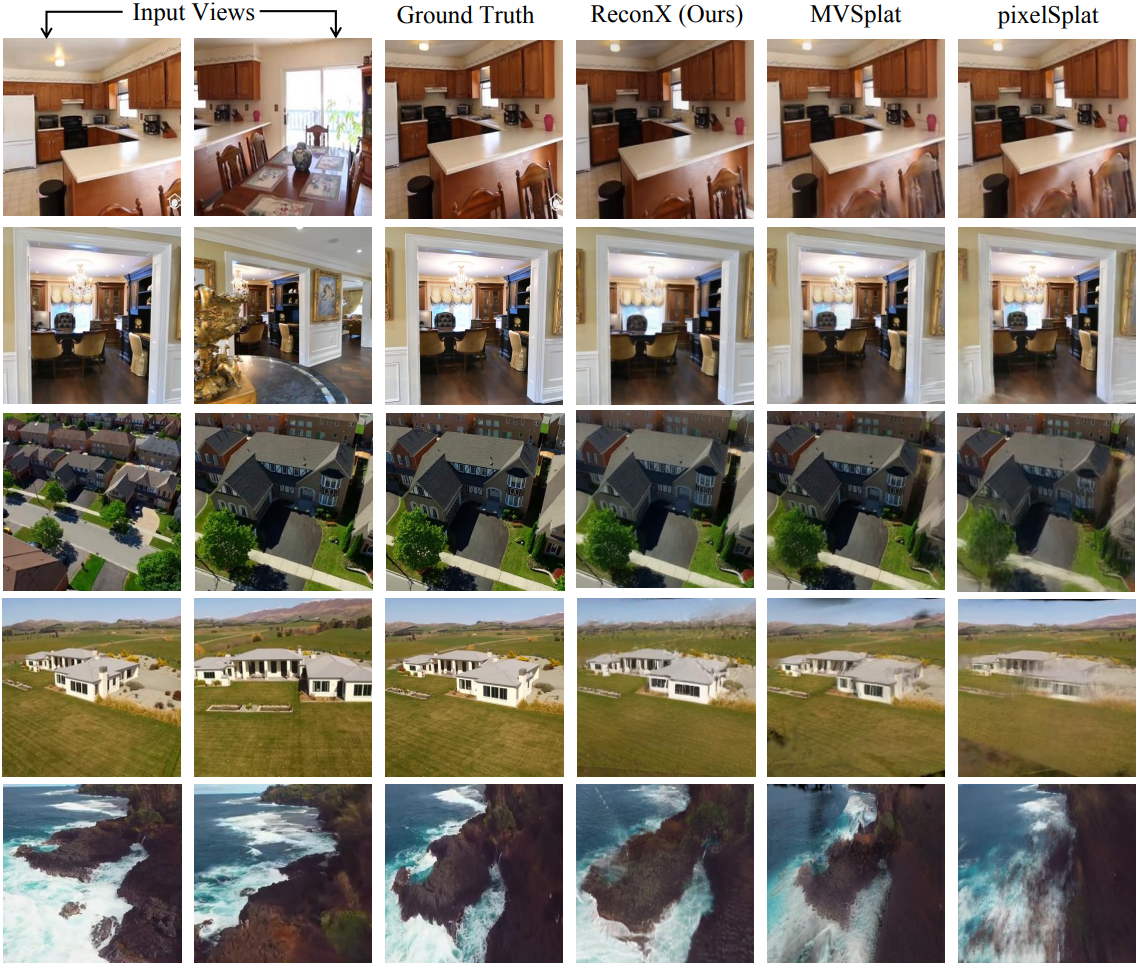 Input Views
Ground Truth
ReconX (Ours)
MVSplat
pixelSplat